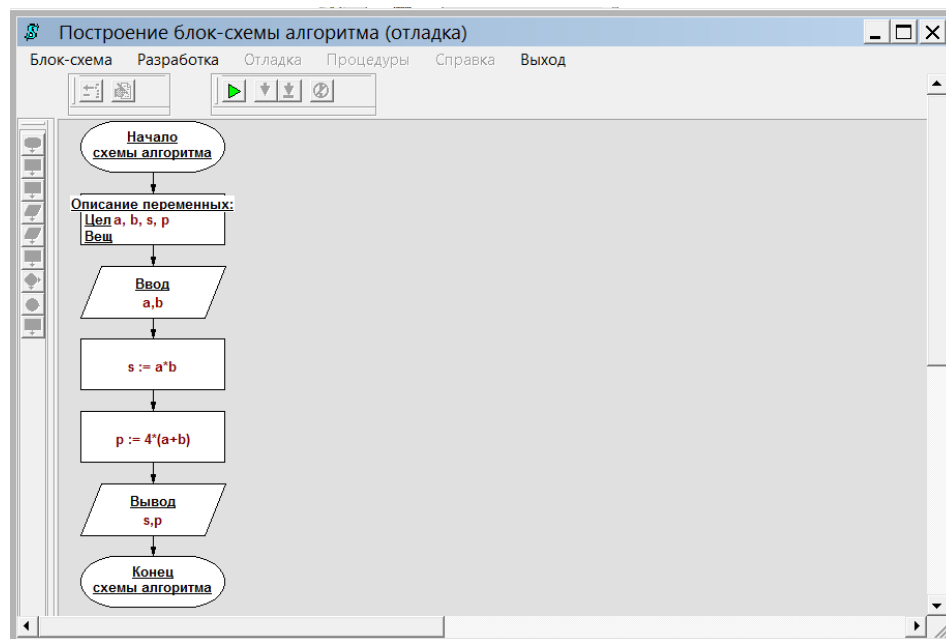 Построение блок-схемы алгоритма (отладка)
Блок-схема Разработка Отладка Процедуры Справка Выход
Начало
схемы алгоритма
Описание переменных:
Цел a, b, s, p
Вещ
Ввод
a,b
s := a*b
p := 4*(a+b)
Вывод
s,p
Конец
схемы алгоритма